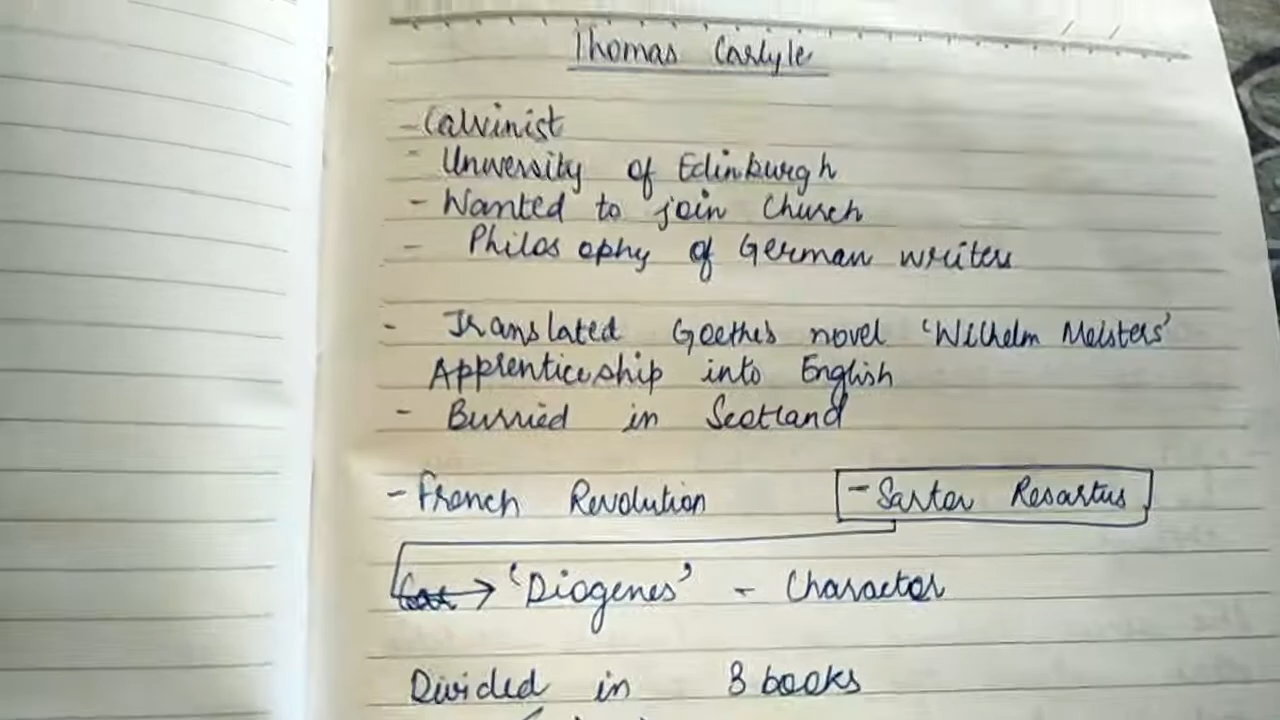 Thomas Carlyle
- Calvinist
- University of Edinburgh
- Wanted to join Church
- Philosophy of German writers
- Translated Goethe's novel 'Wilhelm Meisters'
Apprenticeship into English
- Burried in Scotland
- French Revolution
- Sartor Resartus
→ 'Diogenes' - Character
Divided in 3 books